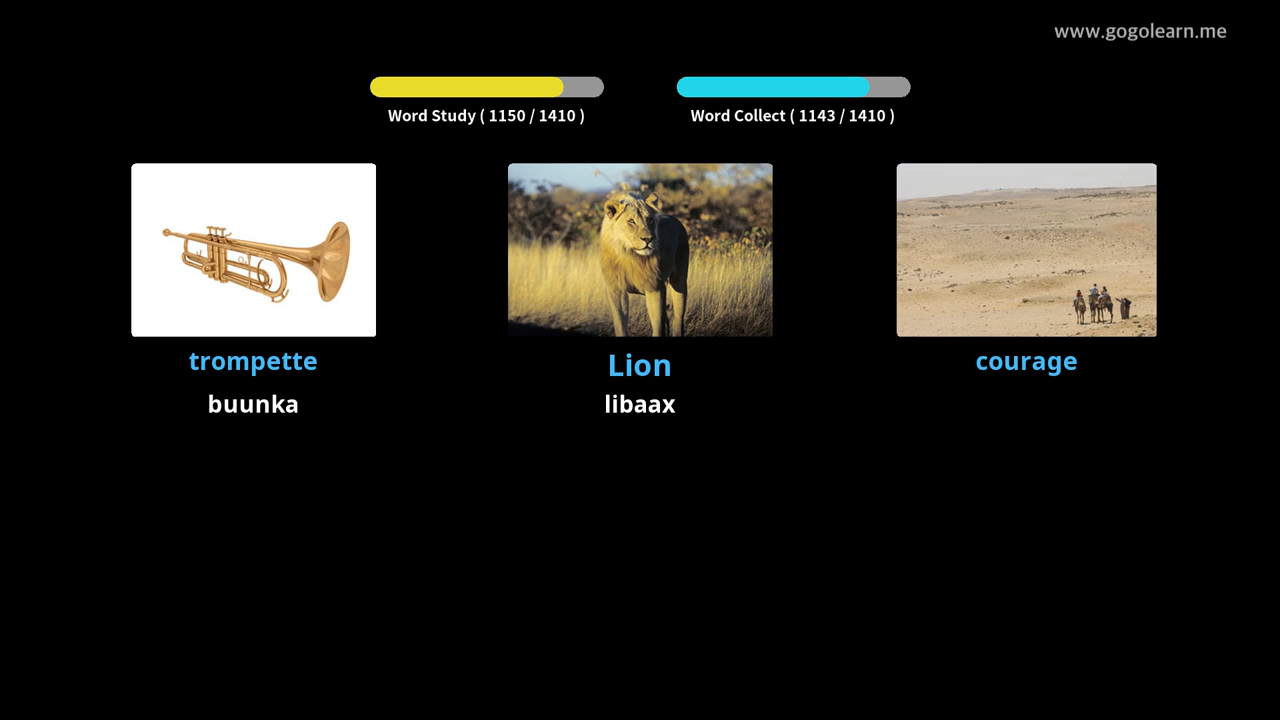 www.gogolearn.me
Word Study ( 1150 / 1410 )
Word Collect ( 1143 / 1410 )
trompette
buunka
Lion
libaax
courage